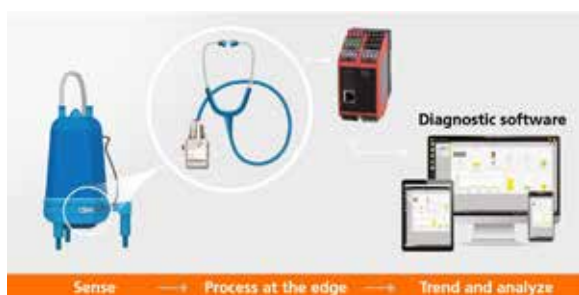 Diagnostic software
Sense → Process at the edge → Trend and analyze